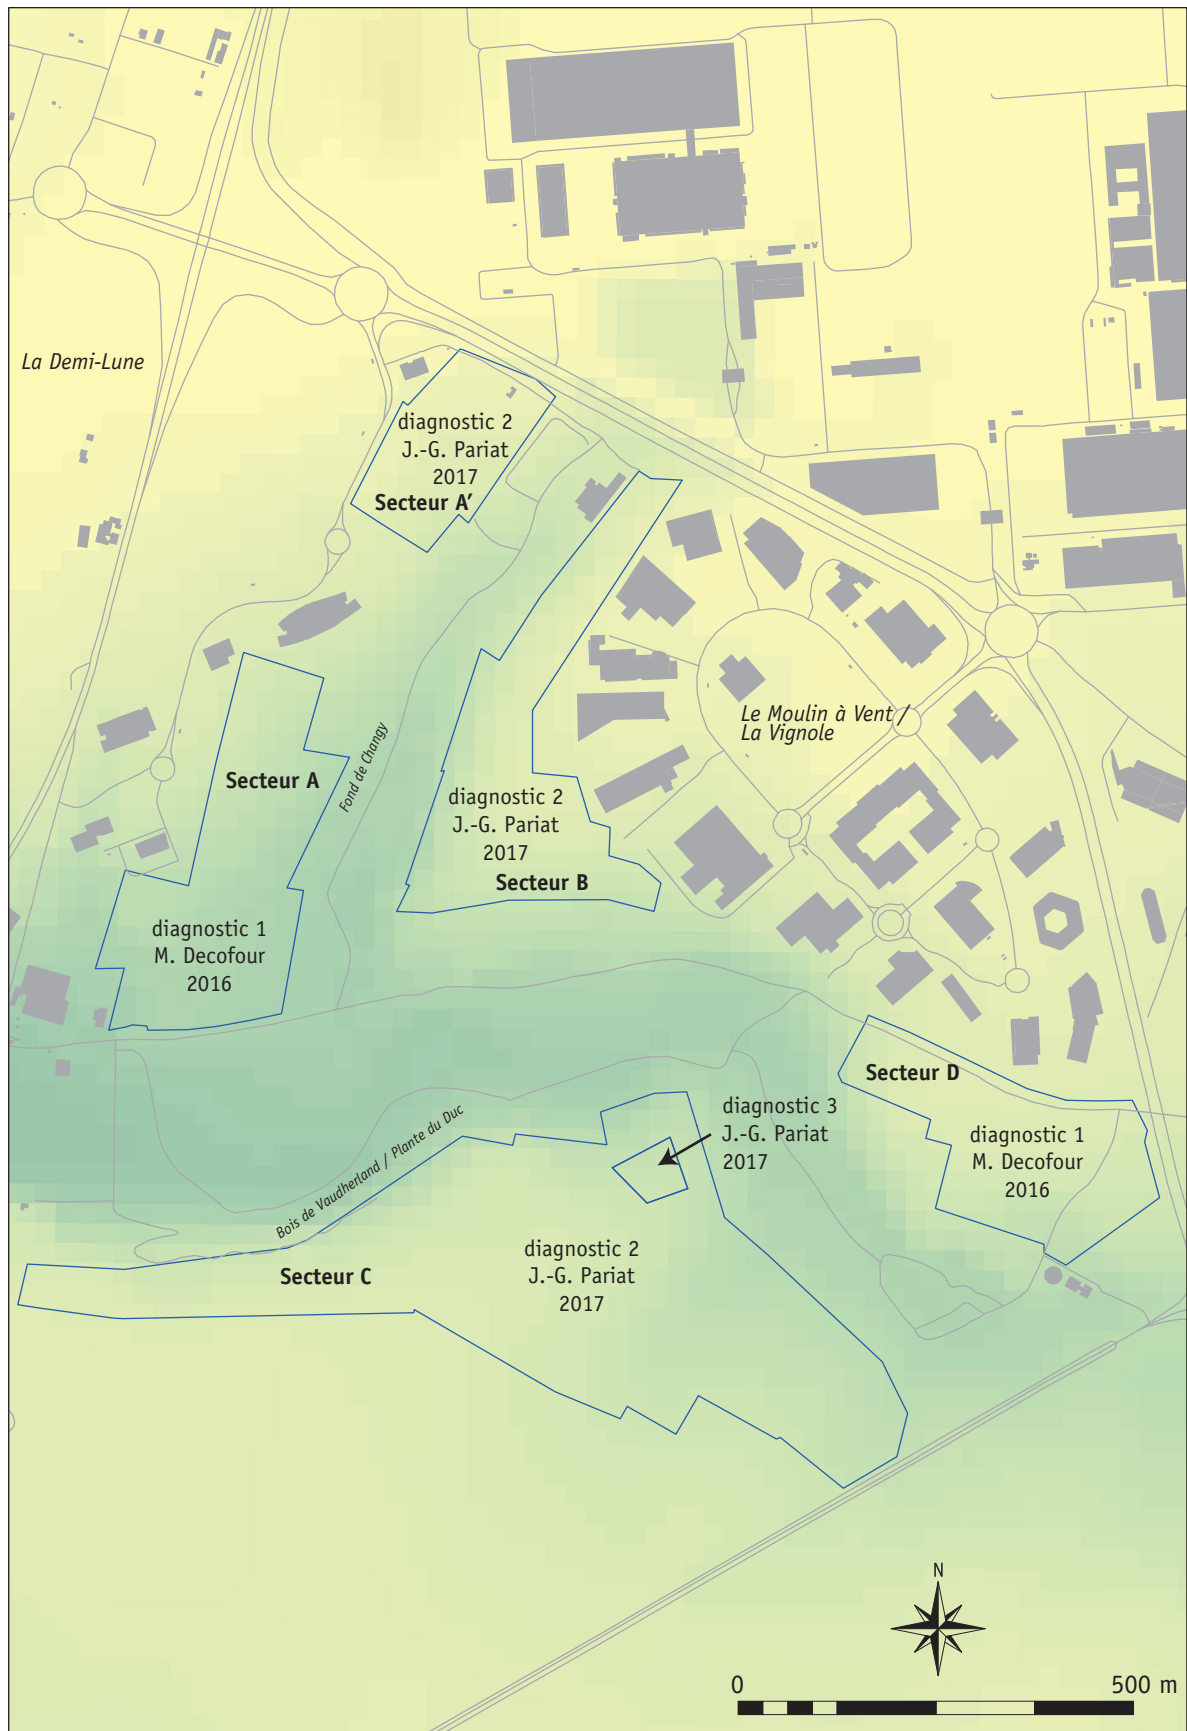 La Demi-Lune
diagnostic 2
J.-G. Pariat
2017
Secteur A’
Le Moulin à Vent /
La Vignole
Secteur A
Fond de Changy
diagnostic 2
J.-G. Pariat
2017
Secteur B
diagnostic 1
M. Decofour
2016
Secteur D
diagnostic 3
J.-G. Pariat
2017
diagnostic 1
M. Decofour
2016
Bois de Vaudherland / Plante du Duc
diagnostic 2
J.-G. Pariat
2017
Secteur C
N
0 500 m